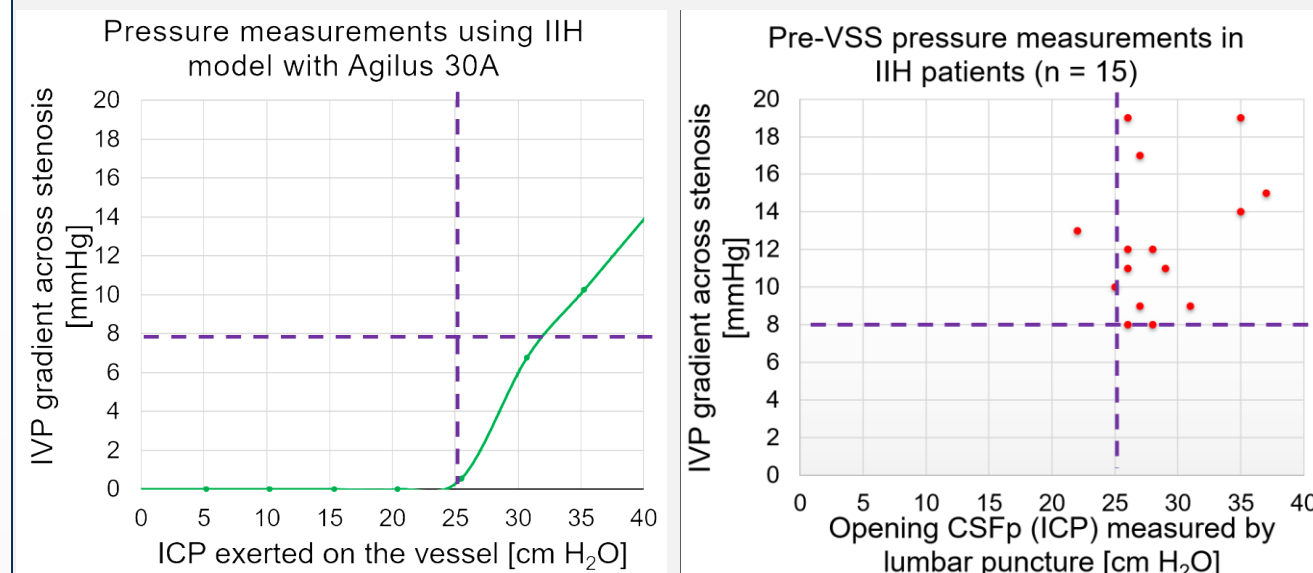 Pressure measurements using IIH
model with Agilus 30A
IVP gradient across stenosis
[mmHg]
20
18
16
14
12
10
8
6
4
2
0
0 5 10 15 20 25 30 35 40
ICP exerted on the vessel [cm H₂O]
Pre-VSS pressure measurements in
IIH patients (n = 15)
IVP gradient across stenosis
[mmHg]
20
18
16
14
12
10
8
6
4
2
0
0 5 10 15 20 25 30 35 40
Opening CSFp (ICP) measured by
lumbar puncture [cm H₂O]